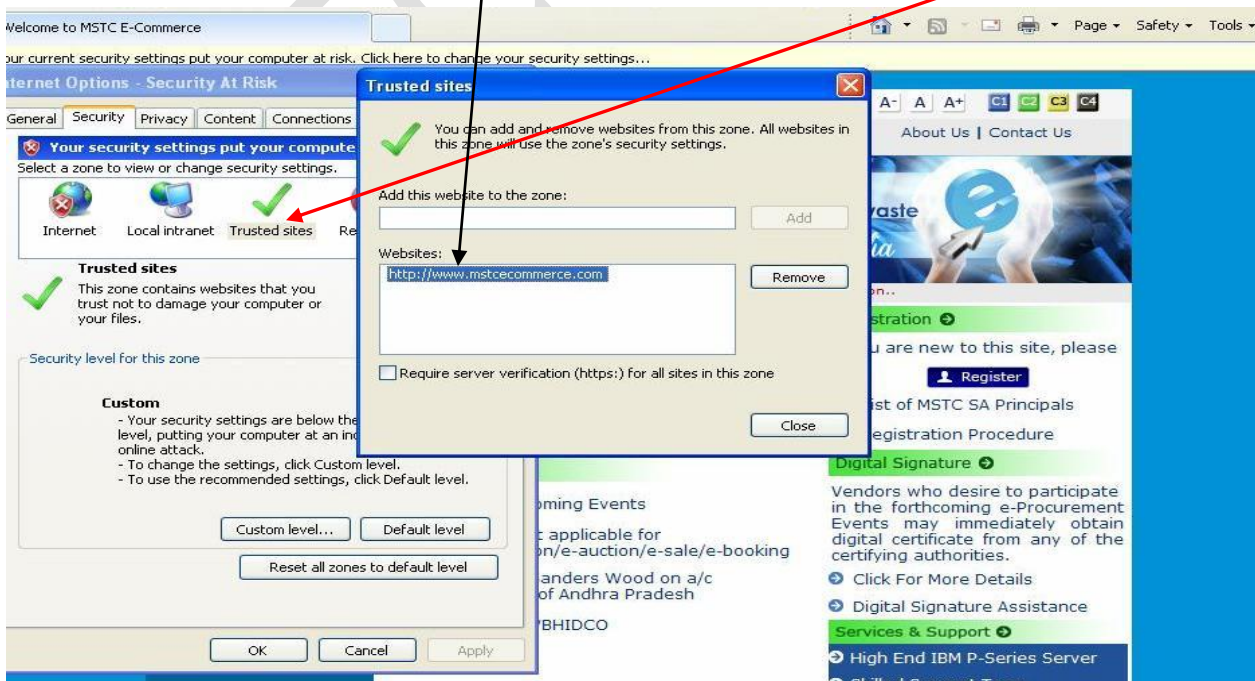 Welcome to MSTC E-Commerce
Page
Safety
Tools
our current security settings put your computer at risk. Click here to change your security settings...
Internet Options - Security At Risk
General Security Privacy Content Connections
Your security settings put your compute
Select a zone to view or change security settings.
Internet Local intranet Trusted sites Re
Trusted sites
This zone contains websites that you
trust not to damage your computer or
your files.
Security level for this zone
Custom
- Your security settings are below the
level, putting your computer at an inc
online attack.
- To change the settings, click Custom level.
- To use the recommended settings, click Default level.
Custom level... Default level
Reset all zones to default level
OK Cancel Apply
Trusted sites
You can add and remove websites from this zone. All websites in
this zone will use the zone's security settings.
Add this website to the zone:
Add
Websites:
http://www.mstcecommerce.com
Remove
Require server verification (https:) for all sites in this zone
Close
oming Events
t applicable for
on/e-auction/e-sale/e-booking
anders Wood on a/c
of Andhra Pradesh
BHIDCO
A- A A+ C1 C2 C3 C4
About Us | Contact Us
aste
ia
on..
stration
u are new to this site, please
Register
ist of MSTC SA Principals
egistration Procedure
Digital Signature
Vendors who desire to participate
in the forthcoming e-Procurement
Events may immediately obtain
digital certificate from any of the
certifying authorities.
Click For More Details
Digital Signature Assistance
Services & Support
High End IBM P-Series Server